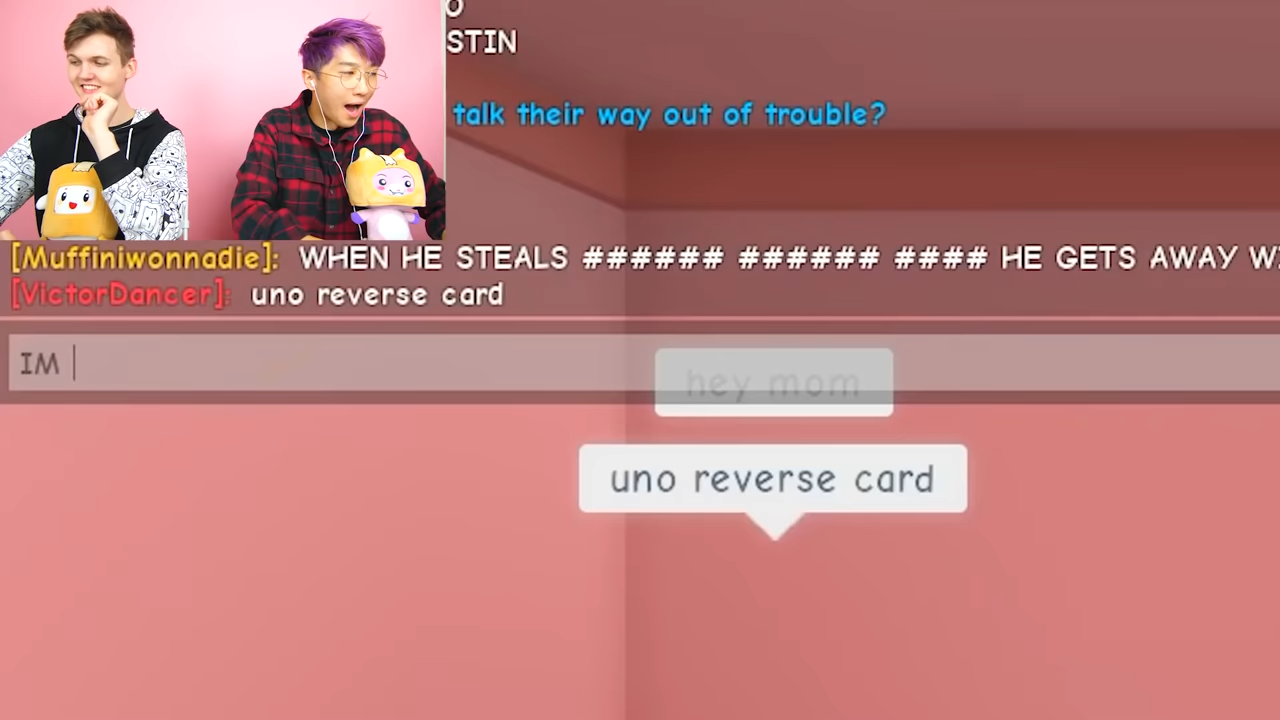 STIN
talk their way out of trouble?
[Muffiniwonnadie]: WHEN HE STEALS ###### ###### #### HE GETS AWAY
[VictorDancer]: uno reverse card
IM
hey mom
uno reverse card